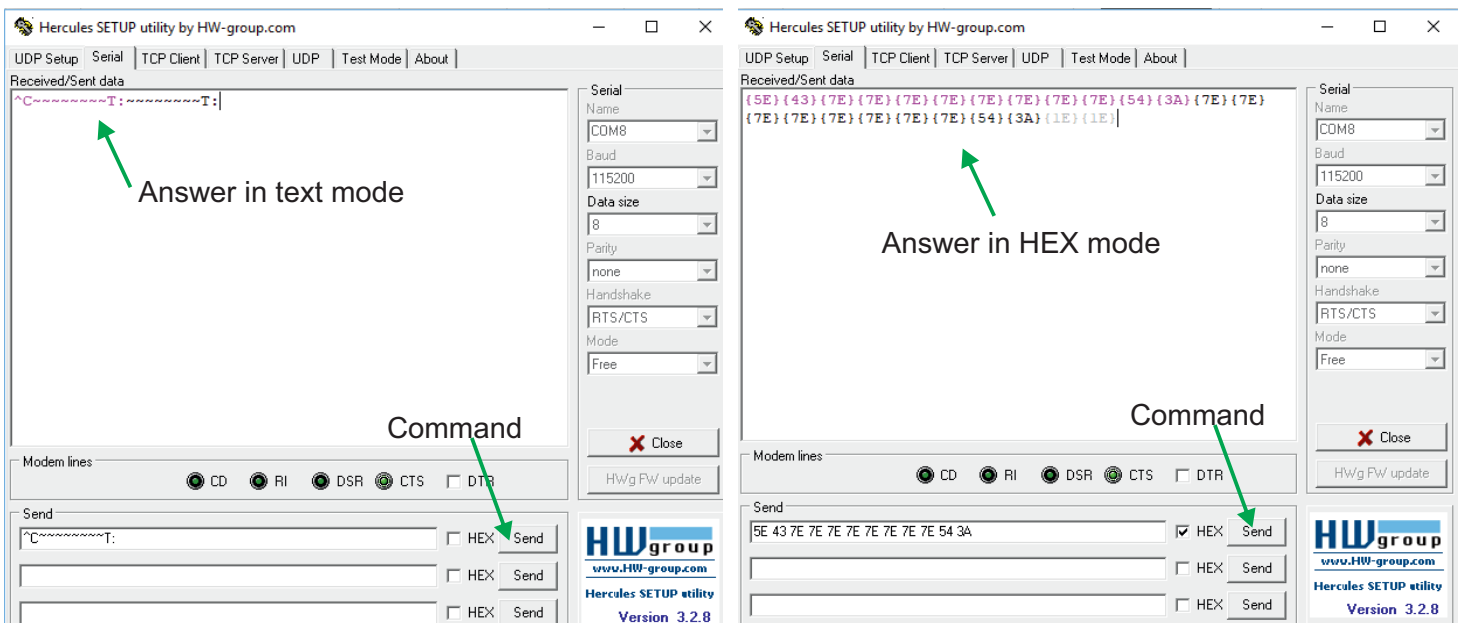 Hercules SETUP utility by HW-group.com
UDP Setup Serial TCP Client TCP Server UDP Test Mode About
Received/Sent data
^C~~~~~~~~T:~~~~~~~~T:
Answer in text mode
Serial
Name
COM8
Baud
115200
Data size
8
Parity
none
Handshake
RTS/CTS
Mode
Free
Command
Close
Modem lines
CD RI DSR CTS DTR
HWg FW update
Send
^C~~~~~~~~T:
HEX Send
HEX Send
HEX Send
HW group
www.HW-group.com
Hercules SETUP utility
Version 3.2.8
Hercules SETUP utility by HW-group.com
UDP Setup Serial TCP Client TCP Server UDP Test Mode About
Received/Sent data
{5E}{43}{7E}{7E}{7E}{7E}{7E}{7E}{7E}{7E}{54}{3A}{7E}{7E}
{7E}{7E}{7E}{7E}{7E}{7E}{54}{3A}{1E}{1E}
Answer in HEX mode
Serial
Name
COM8
Baud
115200
Data size
8
Parity
none
Handshake
RTS/CTS
Mode
Free
Command
Close
Modem lines
CD RI DSR CTS DTR
HWg FW update
Send
5E 43 7E 7E 7E 7E 7E 7E 7E 7E 54 3A
HEX Send
HEX Send
HEX Send
HW group
www.HW-group.com
Hercules SETUP utility
Version 3.2.8